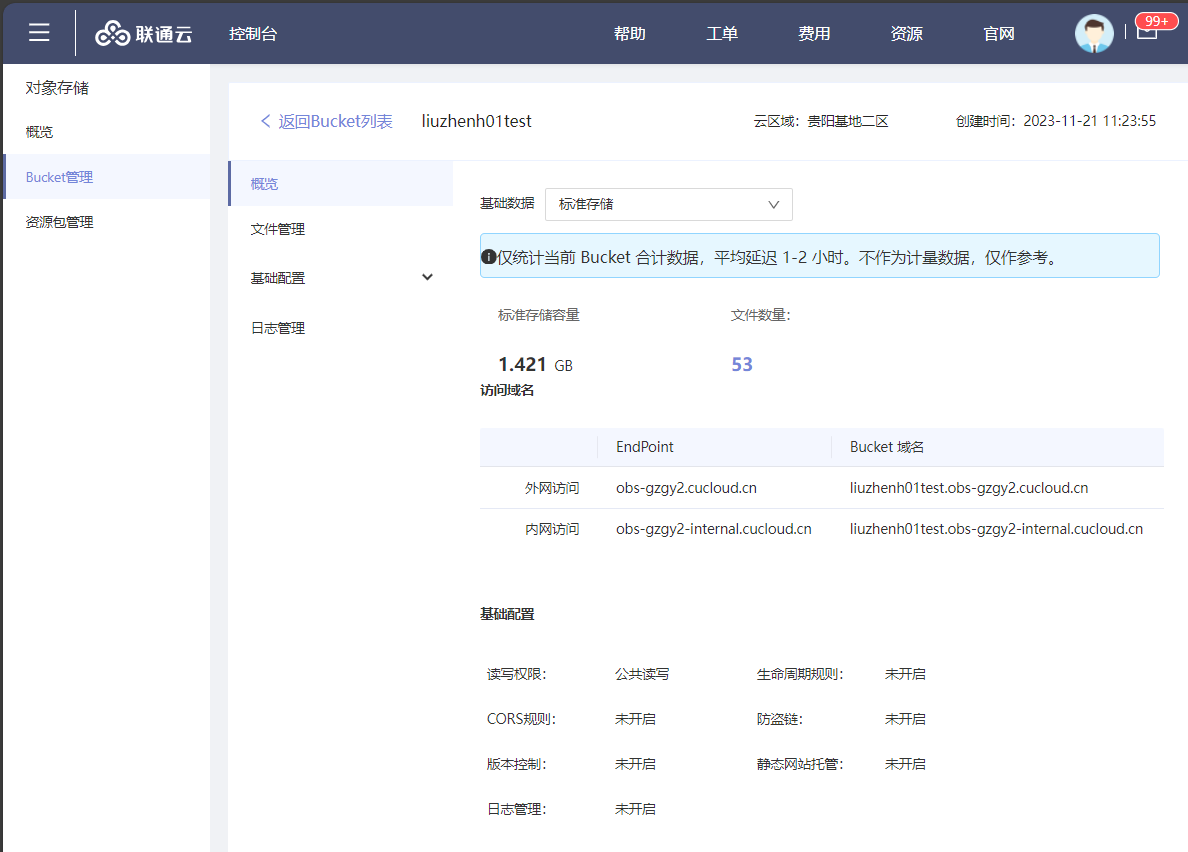 联通云 控制台 帮助 工单 费用 资源 官网 99+
对象存储
概览
Bucket管理
资源包管理
返回Bucket列表 liuzhenh01test 云区域：贵阳基地二区 创建时间：2023-11-21 11:23:55
概览
文件管理
基础配置
日志管理
基础数据 标准存储
仅统计当前 Bucket 合计数据，平均延迟 1-2 小时。不作为计量数据，仅作参考。
标准存储容量 文件数量：
1.421 GB 53
访问域名
EndPoint Bucket 域名
外网访问 obs-gzgy2.cucloud.cn liuzhenh01test.obs-gzgy2.cucloud.cn
内网访问 obs-gzgy2-internal.cucloud.cn liuzhenh01test.obs-gzgy2-internal.cucloud.cn
基础配置
读写权限： 公共读写 生命周期规则： 未开启
CORS规则： 未开启 防盗链： 未开启
版本控制： 未开启 静态网站托管： 未开启
日志管理： 未开启